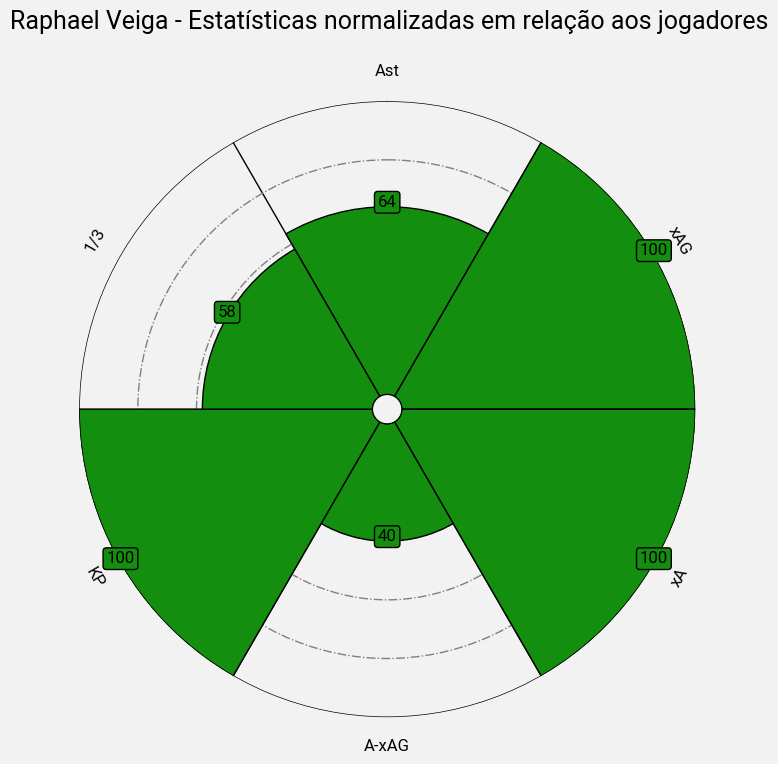 Raphael Veiga - Estatísticas normalizadas em relação aos jogadores
Ast
64
xAG
100
1/3
58
100
KP
100
xA
40
A-xAG